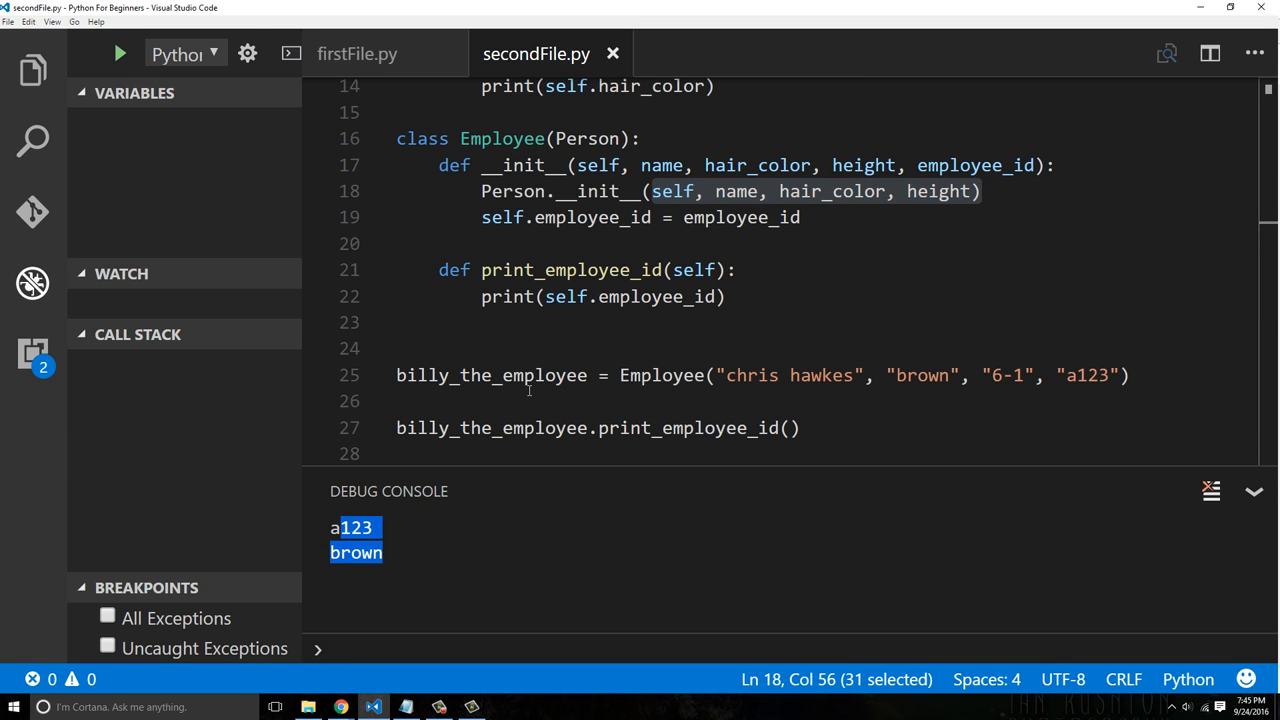 secondFile.py - Python For Beginners - Visual Studio Code
File Edit View Go Help
Pythor
firstFile.py
secondFile.py
VARIABLES
WATCH
CALL STACK
BREAKPOINTS
All Exceptions
Uncaught Exceptions
2
14 print(self.hair_color)
15
16 class Employee(Person):
17 def __init__(self, name, hair_color, height, employee_id):
18 Person.__init__(self, name, hair_color, height)
19 self.employee_id = employee_id
20
21 def print_employee_id(self):
22 print(self.employee_id)
23
24
25 billy_the_employee = Employee("chris hawkes", "brown", "6-1", "a123")
26
27 billy_the_employee.print_employee_id()
28
DEBUG CONSOLE
a123
brown
0 0
Ln 18, Col 56 (31 selected) Spaces: 4 UTF-8 CRLF Python
I'm Cortana. Ask me anything.
7:45 PM
9/24/2016